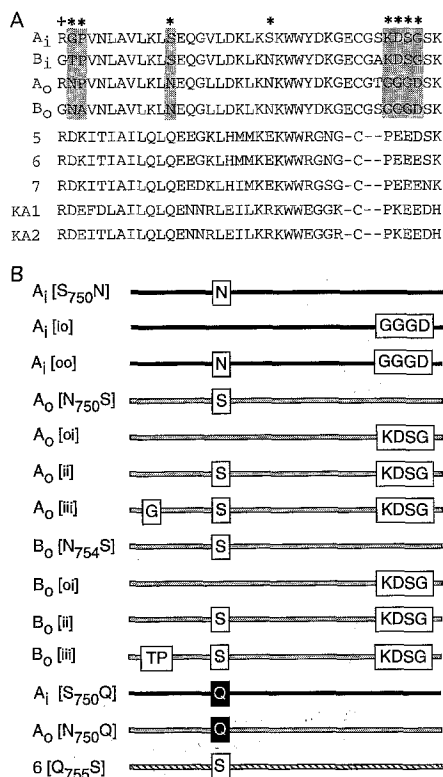 A
+ * * * * * * * *
Ai RGPVNLAVLKLSEQGVLDKLKSKWWYDKGECGSKDSGSK
Bi GTPVNLAVLKLSEQGVLDKLKNKWWYDKGECGAKDSGSK
Ao RNPVNLAVLKLNEQGLLDKLKNKWWYDKGECGTGGGDSK
Bo GNAVNLAVLKLNEQGLLDKLKNKWWYDKGECGSGGGDSK
5 RDKITIAILQLQEEGKLHMMKEKWWRGNG-C--PEEDSK
6 RDKITIAILQLQEEGKLHMMKEKWWRGNG-C--PEEESK
7 RDKITIAILQLQEEDKLHIMKEKWWRGSG-C--PEEENK
KA1 RDEFDLAILQLQENNRLEILKRKWWEGGK-C--PKEEDH
KA2 RDEITLAILQLQENNRLEILKRKWWEGGR-C--PKEEDH
B
Ai [S750N] N
Ai [io] GGGD
Ai [oo] N GGGD
Ao [N750S] S
Ao [oi] KDSG
Ao [ii] S KDSG
Ao [iii] G S KDSG
Bo [N754S] S
Bo [oi] KDSG
Bo [ii] S KDSG
Bo [iii] TP S KDSG
Ai [S750Q] Q
Ao [N750Q] Q
6 [Q755S] S